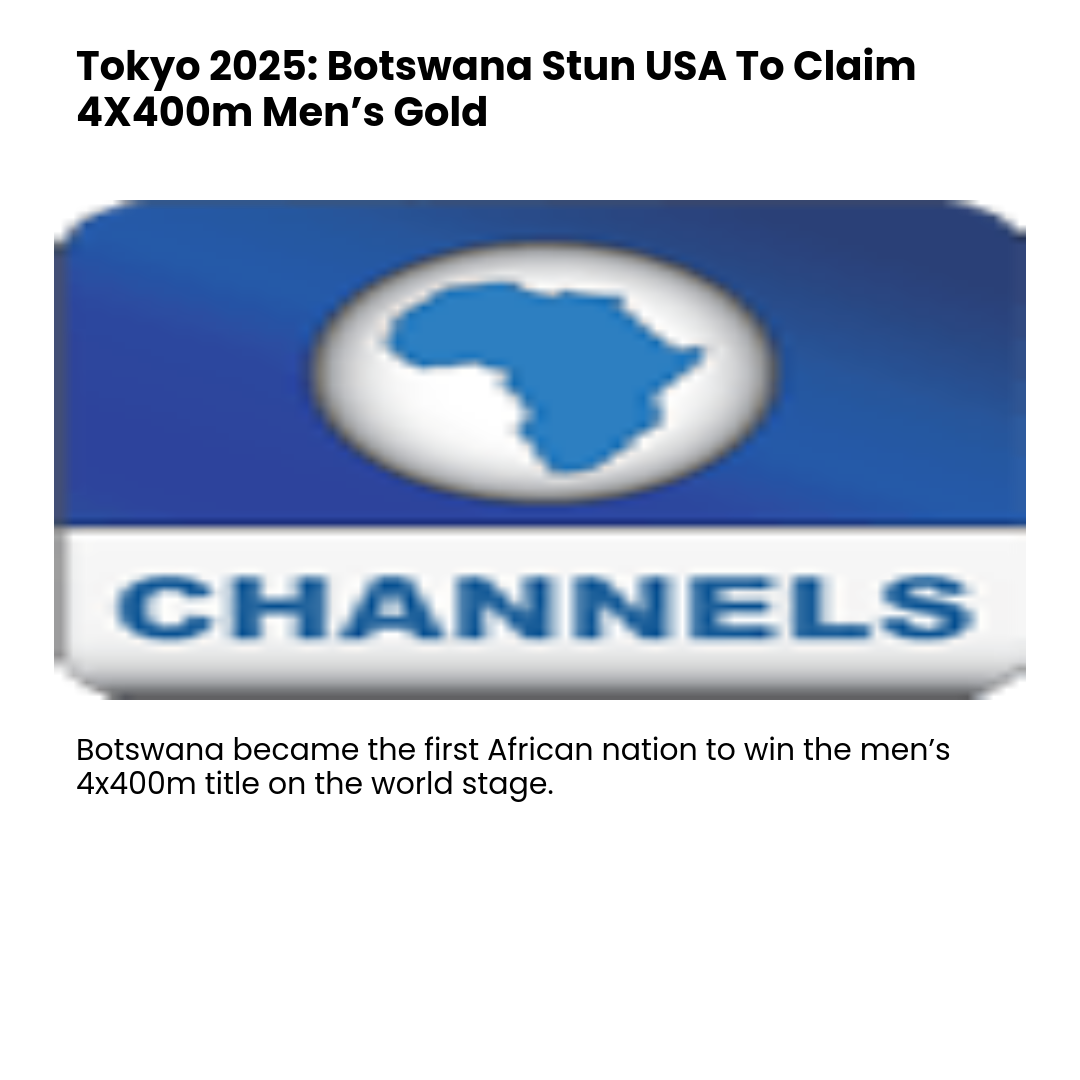 Tokyo 2025: Botswana Stun USA To Claim
4X400m Men’s Gold
CHANNELS
Botswana became the first African nation to win the men’s
4x400m title on the world stage.